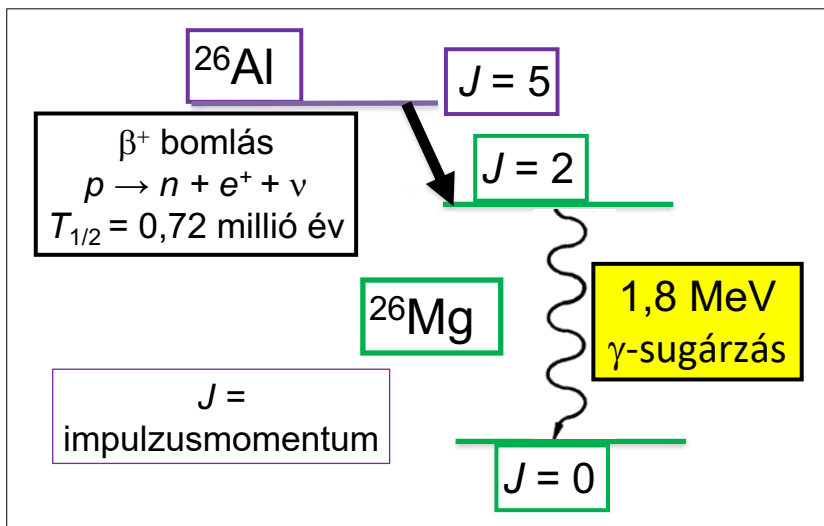 ²⁶Al
J = 5
β⁺ bomlás
p → n + e⁺ + ν
T₁/₂ = 0,72 millió év
J = 2
²⁶Mg
1,8 MeV
γ-sugárzás
J =
impulzusmomentum
J = 0